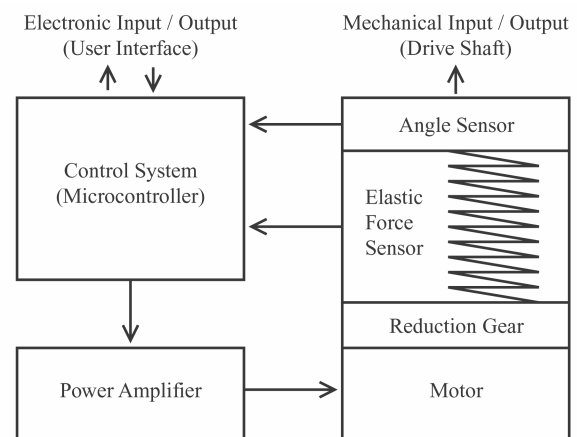 Electronic Input / Output
(User Interface)
Mechanical Input / Output
(Drive Shaft)
Control System
(Microcontroller)
Angle Sensor
Elastic
Force
Sensor
Reduction Gear
Power Amplifier
Motor